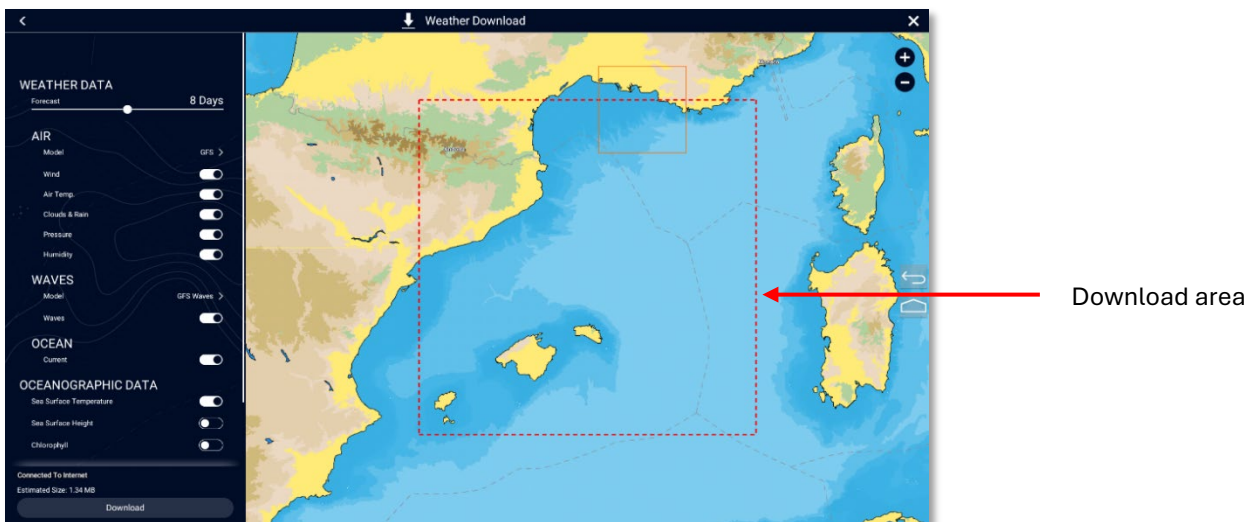 Weather Download
WEATHER DATA
Forecast 8 Days
AIR
Model GFS >
Wind
Air Temp.
Clouds & Rain
Pressure
Humidity
WAVES
Model GFS Waves >
Waves
OCEAN
Current
OCEANOGRAPHIC DATA
Sea Surface Temperature
Sea Surface Height
Chlorophyll
Connected To Internet
Estimated Size: 1.34 MB
Download
Download area